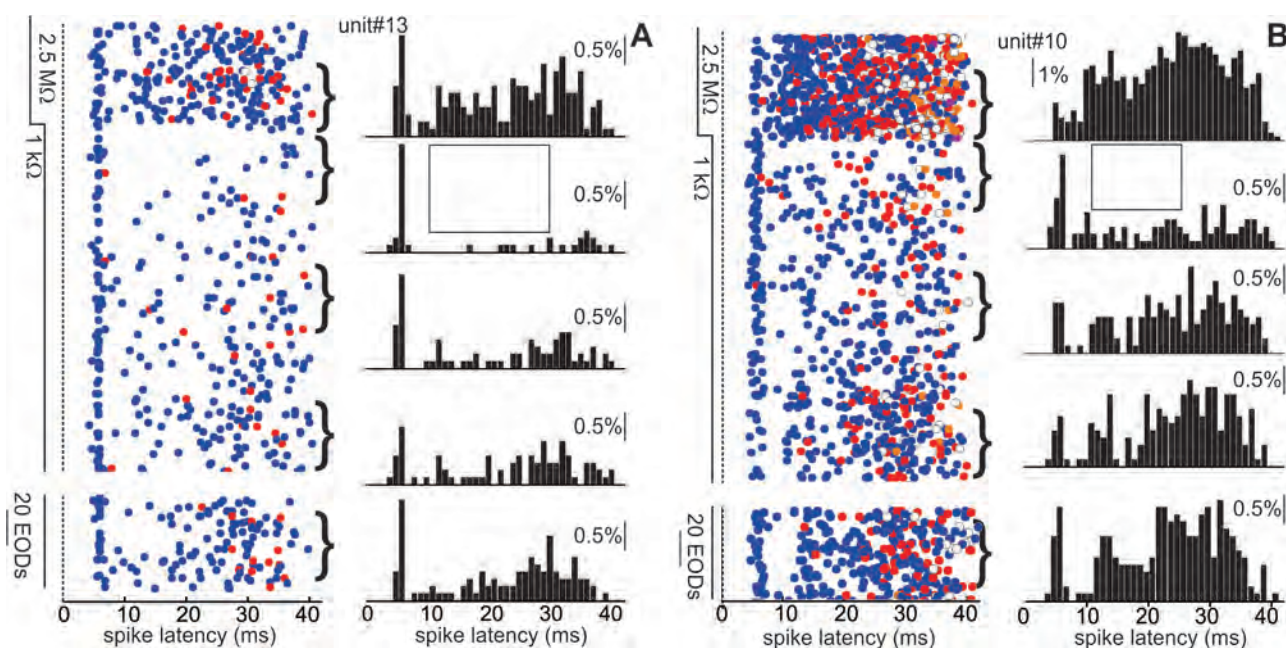 unit#13
A
2.5 MΩ
1 kΩ
20 EODs
0.5%
0.5%
0.5%
0.5%
0.5%
0 10 20 30 40
spike latency (ms)
0 10 20 30 40
spike latency (ms)
unit#10
B
2.5 MΩ
1 kΩ
20 EODs
1%
0.5%
0.5%
0.5%
0.5%
0 10 20 30 40
spike latency (ms)
0 10 20 30 40
spike latency (ms)